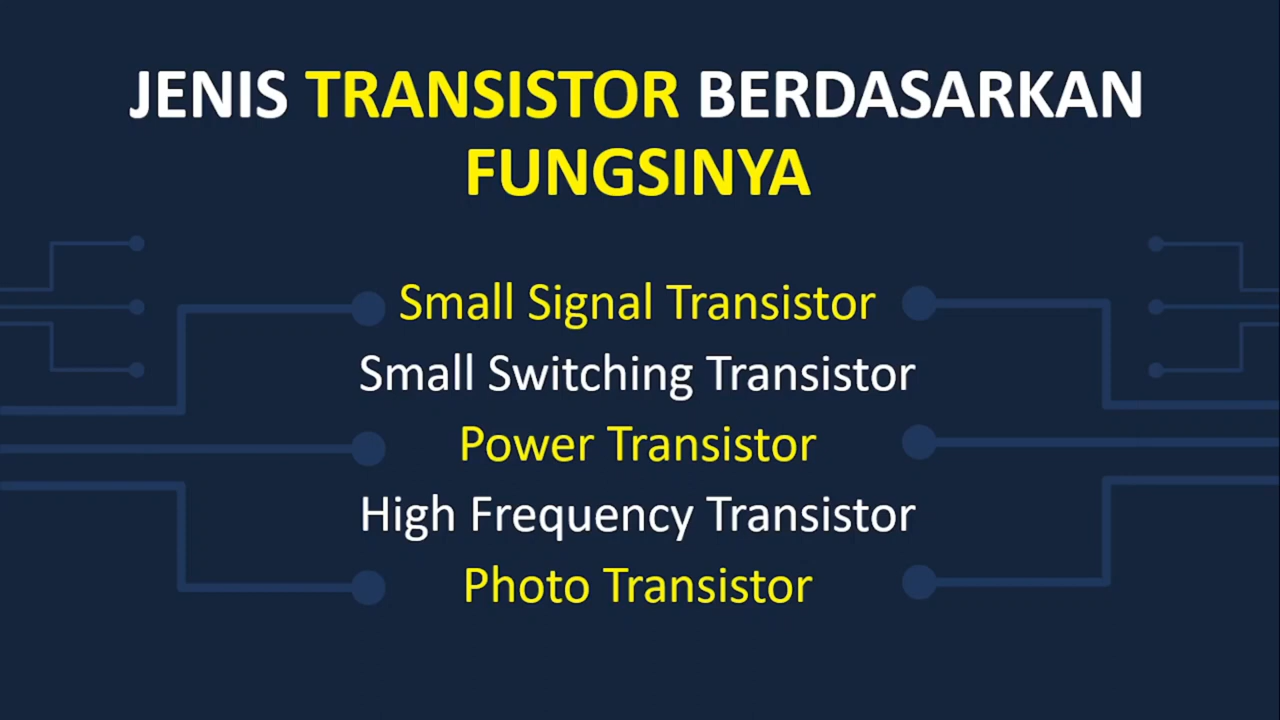 JENIS TRANSISTOR BERDASARKAN
FUNGSINYA
Small Signal Transistor
Small Switching Transistor
Power Transistor
High Frequency Transistor
Photo Transistor